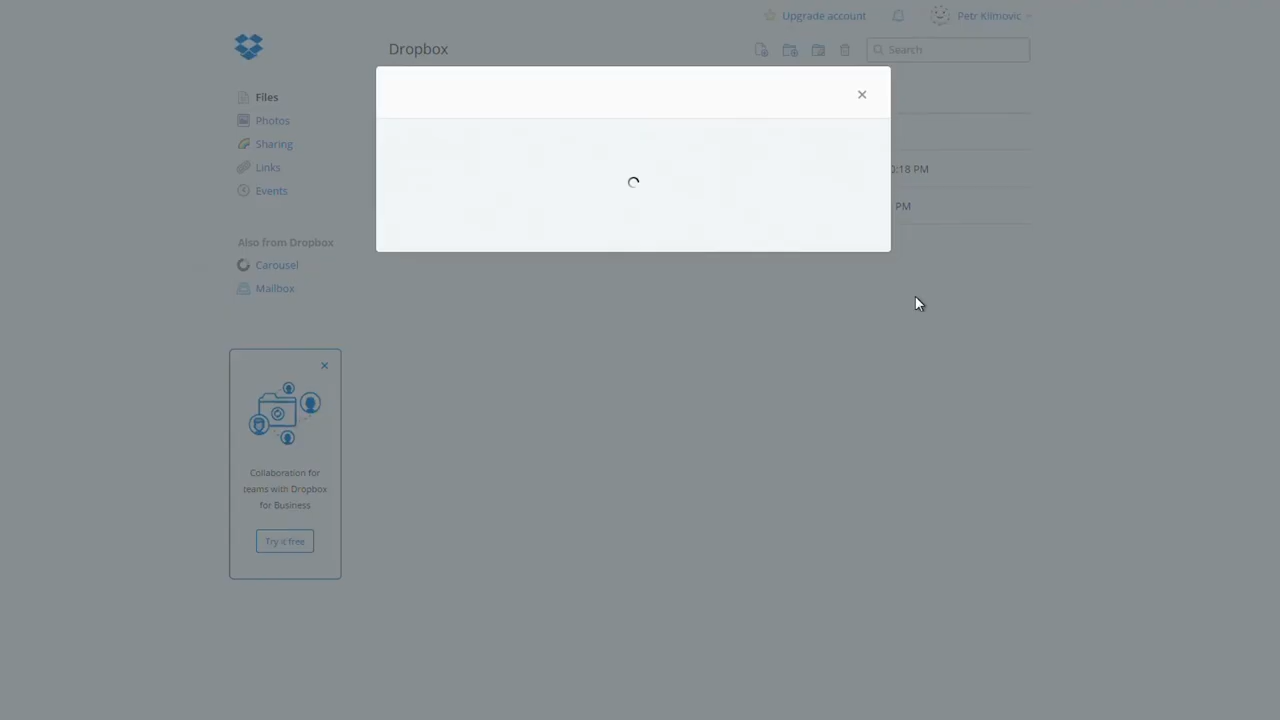 Upgrade account
Petr Klimovic
Dropbox
Search
Files
Photos
Sharing
Links
Events
:18 PM
PM
Also from Dropbox
Carousel
Mailbox
Collaboration for
teams with Dropbox
for Business
Try it free